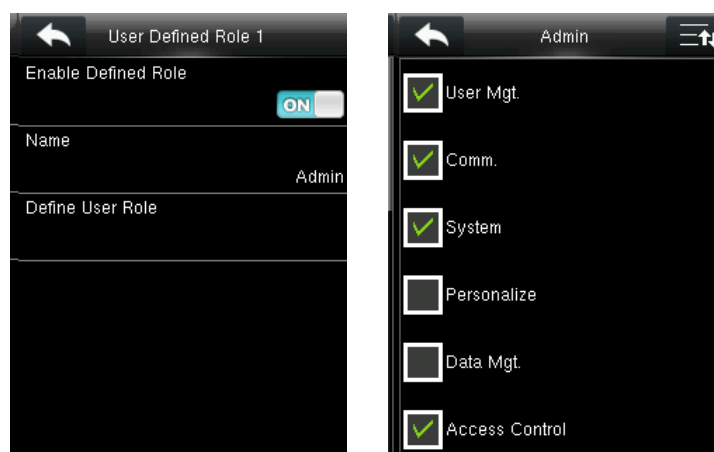 User Defined Role 1
Enable Defined Role
ON
Name
Admin
Define User Role
Admin
User Mgt.
Comm.
System
Personalize
Data Mgt.
Access Control